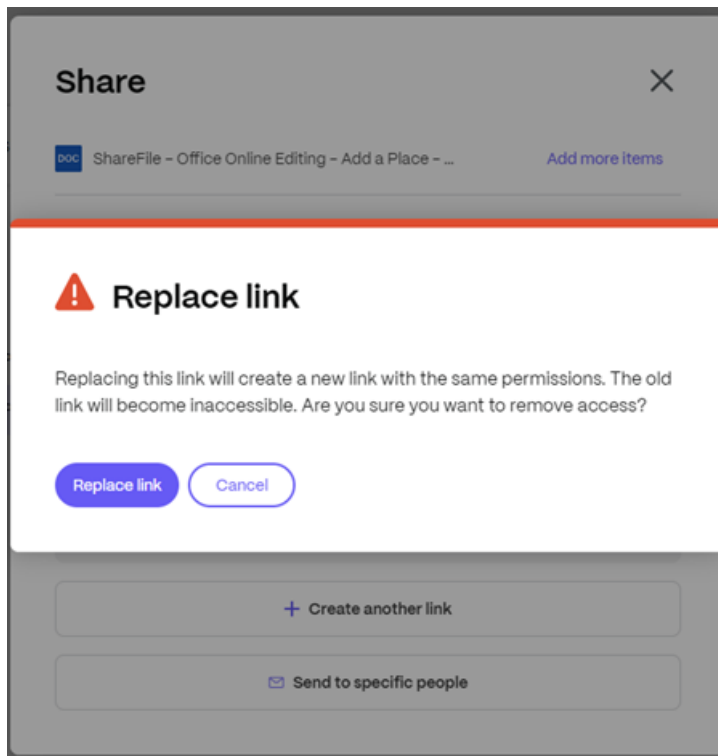 Share
DOC ShareFile – Office Online Editing – Add a Place – ... Add more items
Replace link
Replacing this link will create a new link with the same permissions. The old
link will become inaccessible. Are you sure you want to remove access?
Replace link Cancel
+ Create another link
Send to specific people